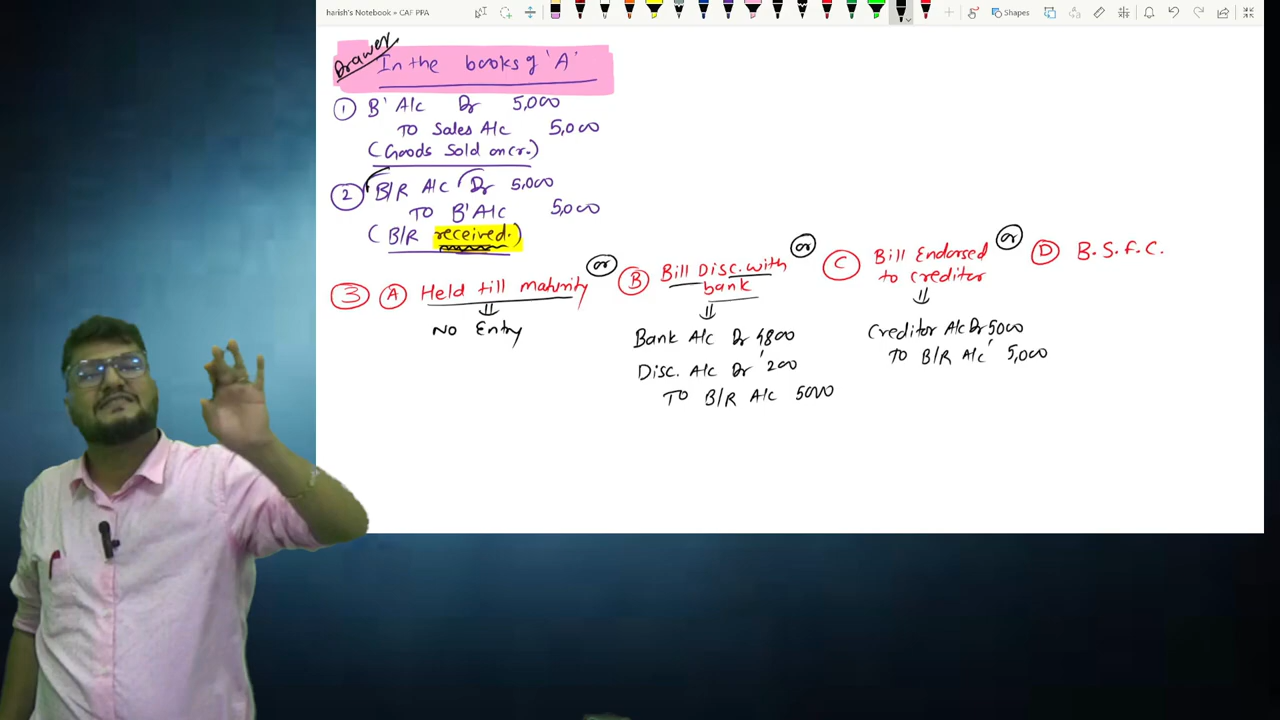 harish's Notebook » CAF PPA
Shapes
Drawer
In the books of 'A'
① B' A/c Dr 5,000
TO Sales A/c 5,000
(Goods Sold on cr.)
② B/R A/c Dr 5,000
TO B' A/c 5,000
(B/R received.)
③ Ⓐ Held till maturity
No Entry
or
Ⓑ Bill Disc. with
bank
Bank A/c Dr 4800
Disc. A/c Dr 200
TO B/R A/c 5000
or
Ⓒ Bill Endorsed
to creditor
Creditor A/c Dr 5000
TO B/R A/c 5,000
or
Ⓓ B.S.f.C.